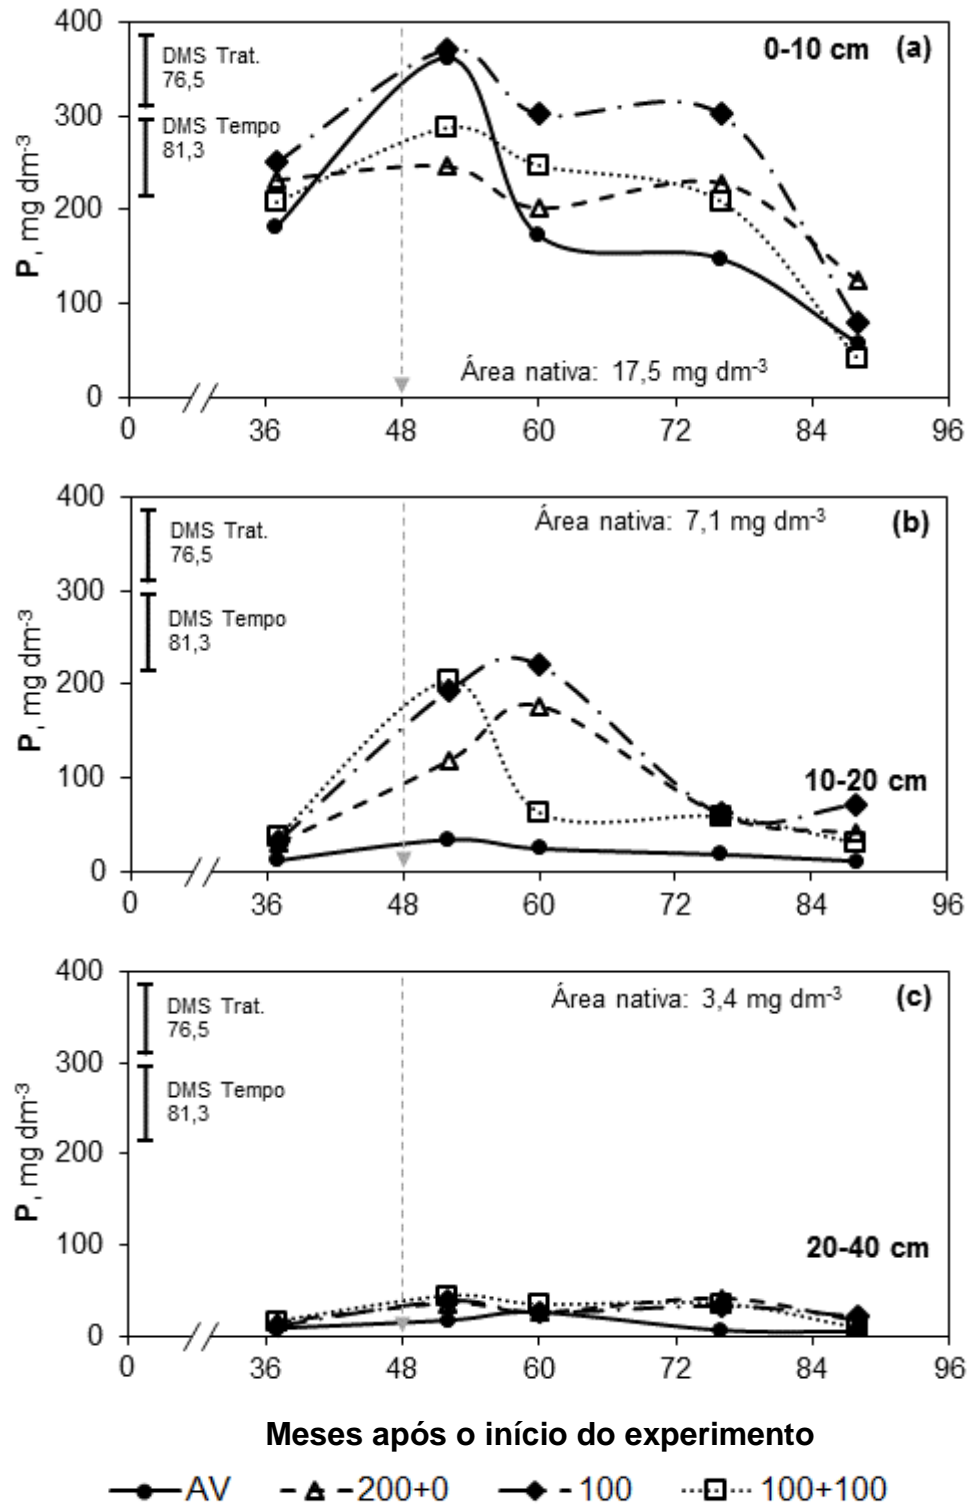 400
300
200
100
0
P, mg dm-3
DMS Trat.
76,5
DMS Tempo
81,3
0-10 cm (a)
Área nativa: 17,5 mg dm-3
0 36 48 60 72 84 96
400
300
200
100
0
P, mg dm-3
DMS Trat.
76,5
DMS Tempo
81,3
Área nativa: 7,1 mg dm-3 (b)
10-20 cm
0 36 48 60 72 84 96
400
300
200
100
0
P, mg dm-3
DMS Trat.
76,5
DMS Tempo
81,3
Área nativa: 3,4 mg dm-3 (c)
20-40 cm
0 36 48 60 72 84 96
Meses após o início do experimento
AV 200+0 100 100+100